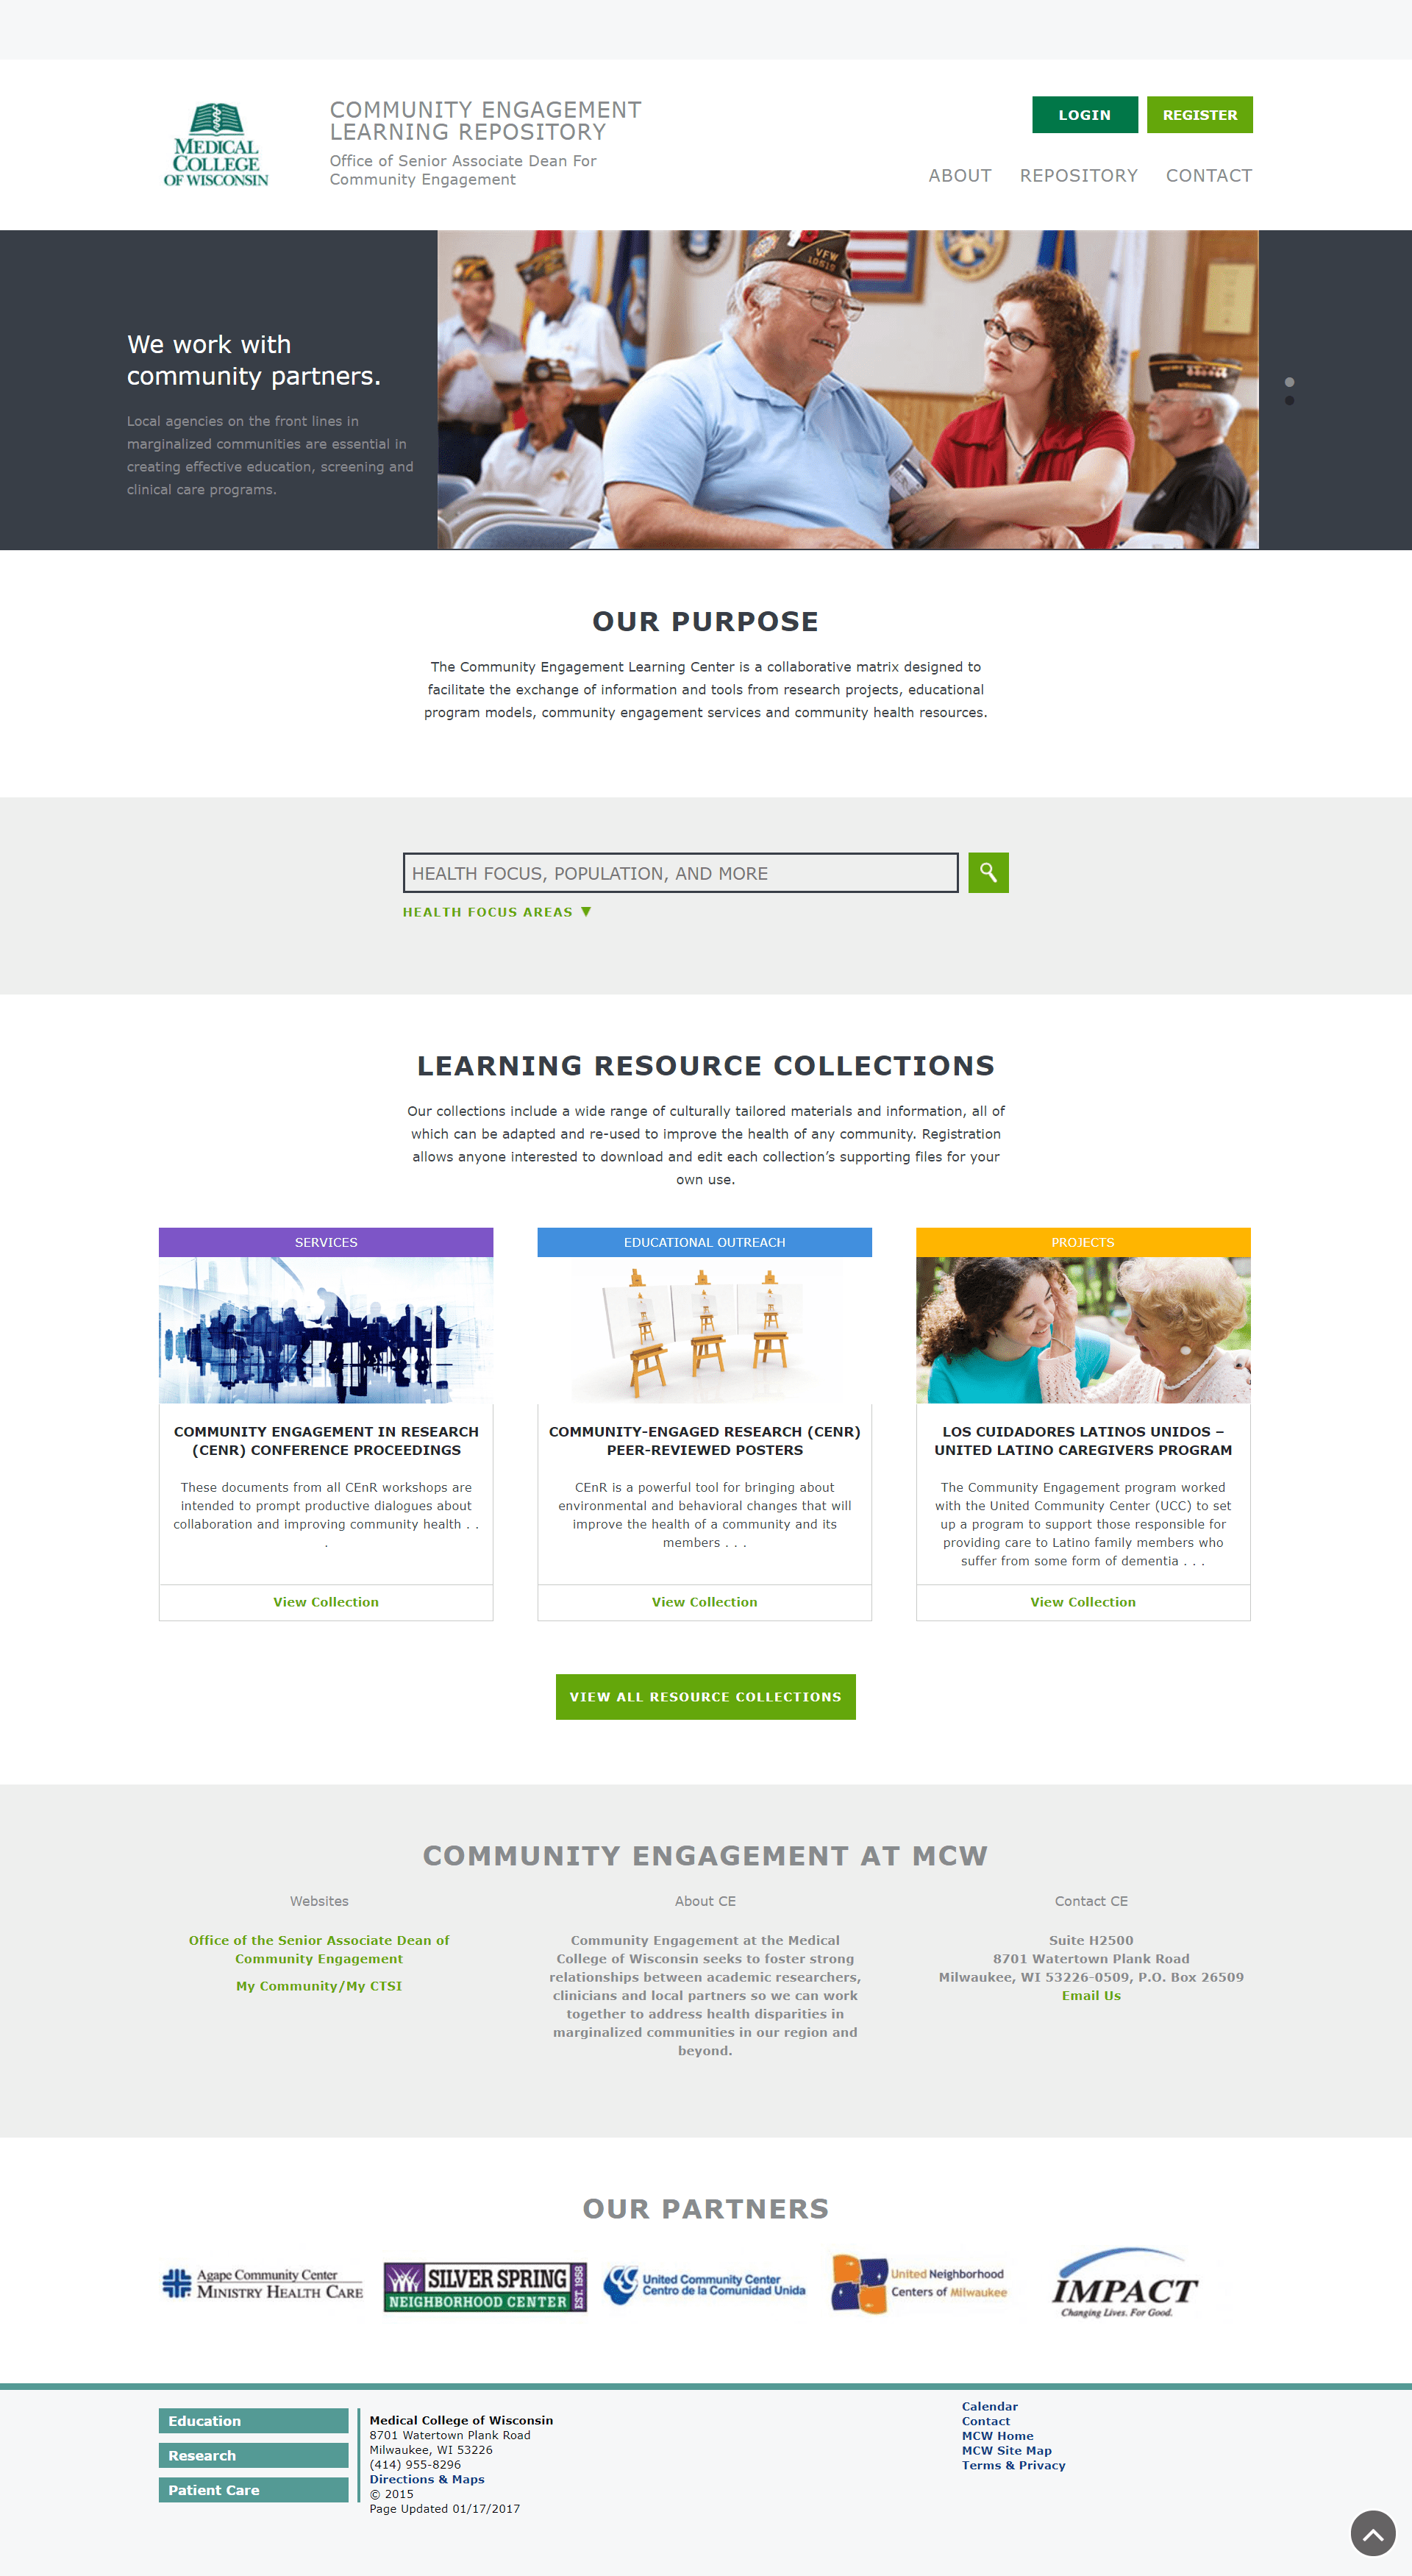 MEDICAL
COLLEGE
OF WISCONSIN
COMMUNITY ENGAGEMENT
LEARNING REPOSITORY
Office of Senior Associate Dean For
Community Engagement
LOGIN
REGISTER
ABOUT
REPOSITORY
CONTACT
We work with
community partners.
Local agencies on the front lines in
marginalized communities are essential in
creating effective education, screening and
clinical care programs.
VFW
10519
OUR PURPOSE
The Community Engagement Learning Center is a collaborative matrix designed to
facilitate the exchange of information and tools from research projects, educational
program models, community engagement services and community health resources.
HEALTH FOCUS, POPULATION, AND MORE
HEALTH FOCUS AREAS ▼
LEARNING RESOURCE COLLECTIONS
Our collections include a wide range of culturally tailored materials and information, all of
which can be adapted and re-used to improve the health of any community. Registration
allows anyone interested to download and edit each collection’s supporting files for your
own use.
SERVICES
COMMUNITY ENGAGEMENT IN RESEARCH
(CENR) CONFERENCE PROCEEDINGS
These documents from all CEnR workshops are
intended to prompt productive dialogues about
collaboration and improving community health . .
.
View Collection
EDUCATIONAL OUTREACH
COMMUNITY-ENGAGED RESEARCH (CENR)
PEER-REVIEWED POSTERS
CEnR is a powerful tool for bringing about
environmental and behavioral changes that will
improve the health of a community and its
members . . .
View Collection
PROJECTS
LOS CUIDADORES LATINOS UNIDOS –
UNITED LATINO CAREGIVERS PROGRAM
The Community Engagement program worked
with the United Community Center (UCC) to set
up a program to support those responsible for
providing care to Latino family members who
suffer from some form of dementia . . .
View Collection
VIEW ALL RESOURCE COLLECTIONS
COMMUNITY ENGAGEMENT AT MCW
Websites
Office of the Senior Associate Dean of
Community Engagement
My Community/My CTSI
About CE
Community Engagement at the Medical
College of Wisconsin seeks to foster strong
relationships between academic researchers,
clinicians and local partners so we can work
together to address health disparities in
marginalized communities in our region and
beyond.
Contact CE
Suite H2500
8701 Watertown Plank Road
Milwaukee, WI 53226-0509, P.O. Box 26509
Email Us
OUR PARTNERS
Agape Community Center
MINISTRY HEALTH CARE
SILVER SPRING
NEIGHBORHOOD CENTER
EST. 1958
United Community Center
Centro de la Comunidad Unida
United Neighborhood
Centers of Milwaukee
IMPACT
Changing Lives. For Good.
Education
Research
Patient Care
Medical College of Wisconsin
8701 Watertown Plank Road
Milwaukee, WI 53226
(414) 955-8296
Directions & Maps
© 2015
Page Updated 01/17/2017
Calendar
Contact
MCW Home
MCW Site Map
Terms & Privacy